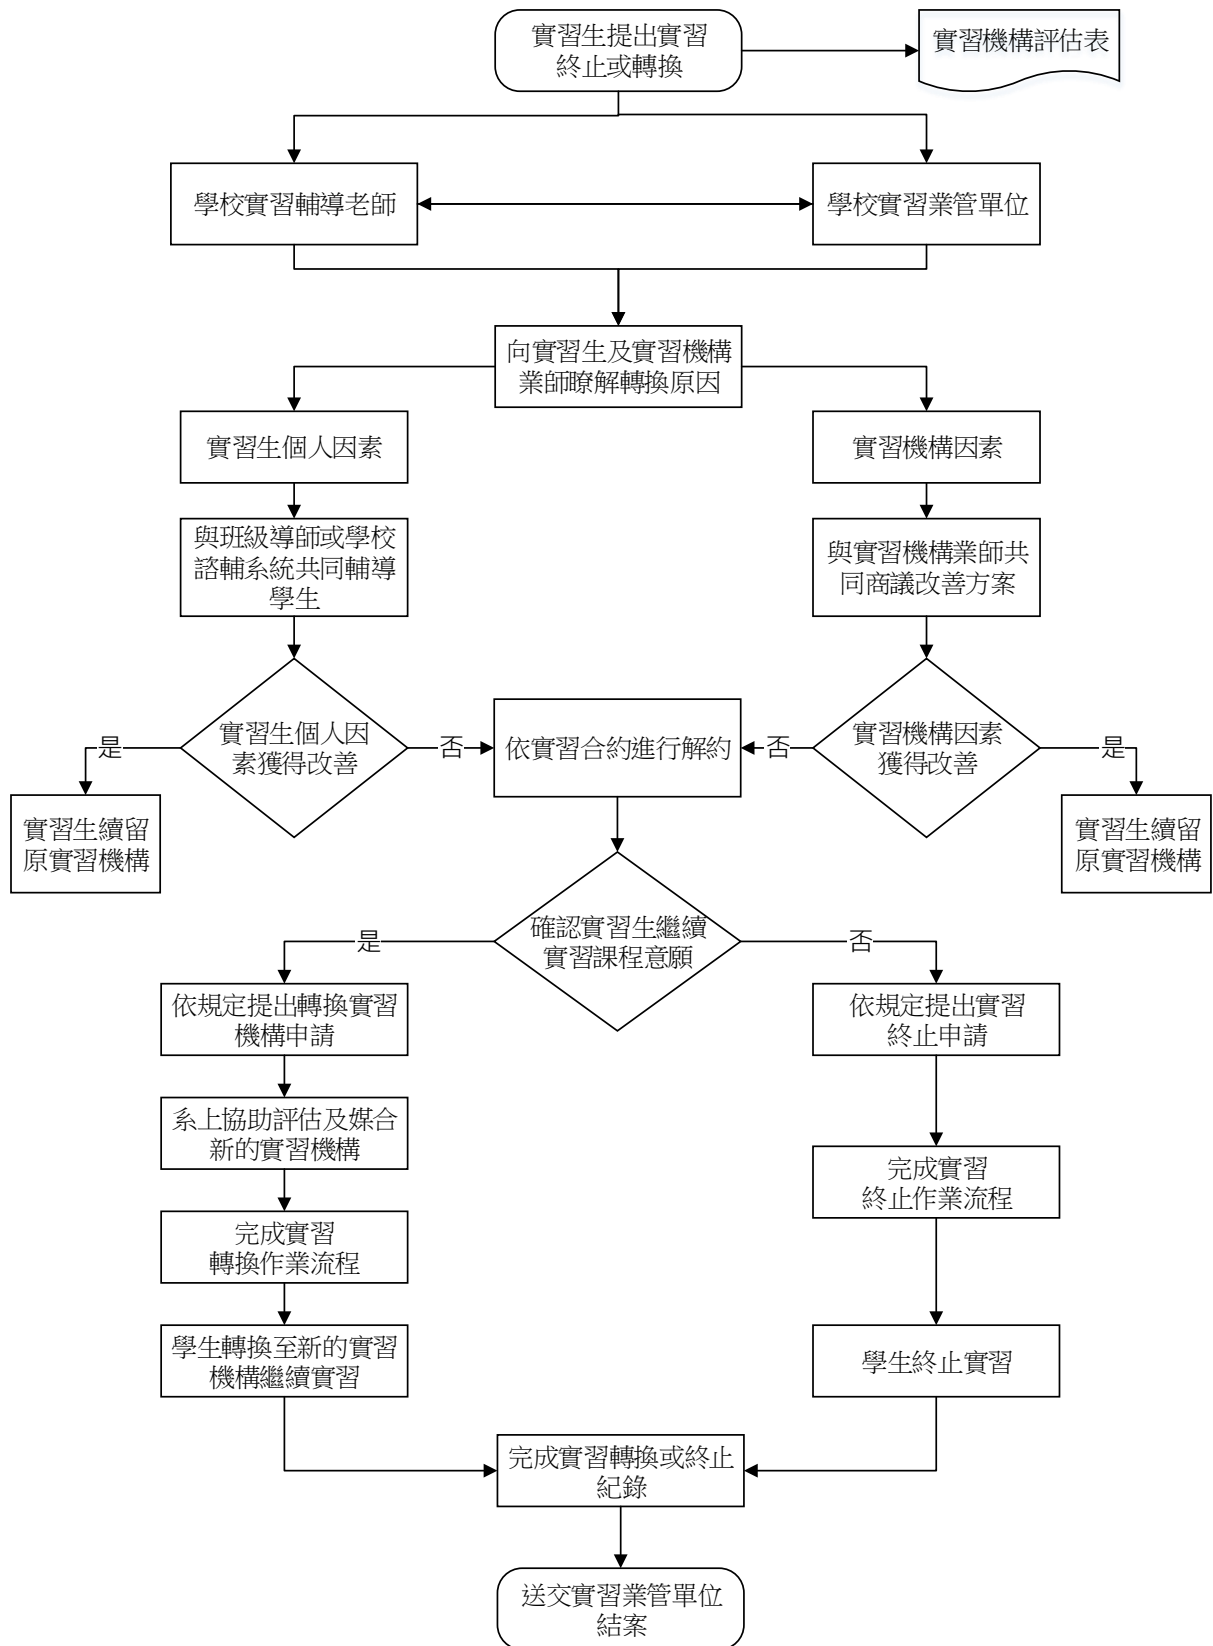 實習生提出實習
終止或轉換
實習機構評估表
學校實習輔導老師
學校實習業管單位
向實習生及實習機構
業師瞭解轉換原因
實習生個人因素
實習機構因素
與班級導師或學校
諮輔系統共同輔導
學生
與實習機構業師共
同商議改善方案
實習生個人因
素獲得改善
是
否
依實習合約進行解約
實習機構因素
獲得改善
否
是
實習生續留
原實習機構
實習生續留
原實習機構
確認實習生繼續
實習課程意願
是
否
依規定提出轉換實習
機構申請
依規定提出實習
終止申請
系上協助評估及媒合
新的實習機構
完成實習
終止作業流程
完成實習
轉換作業流程
學生轉換至新的實習
機構繼續實習
學生終止實習
完成實習轉換或終止
紀錄
送交實習業管單位
結案